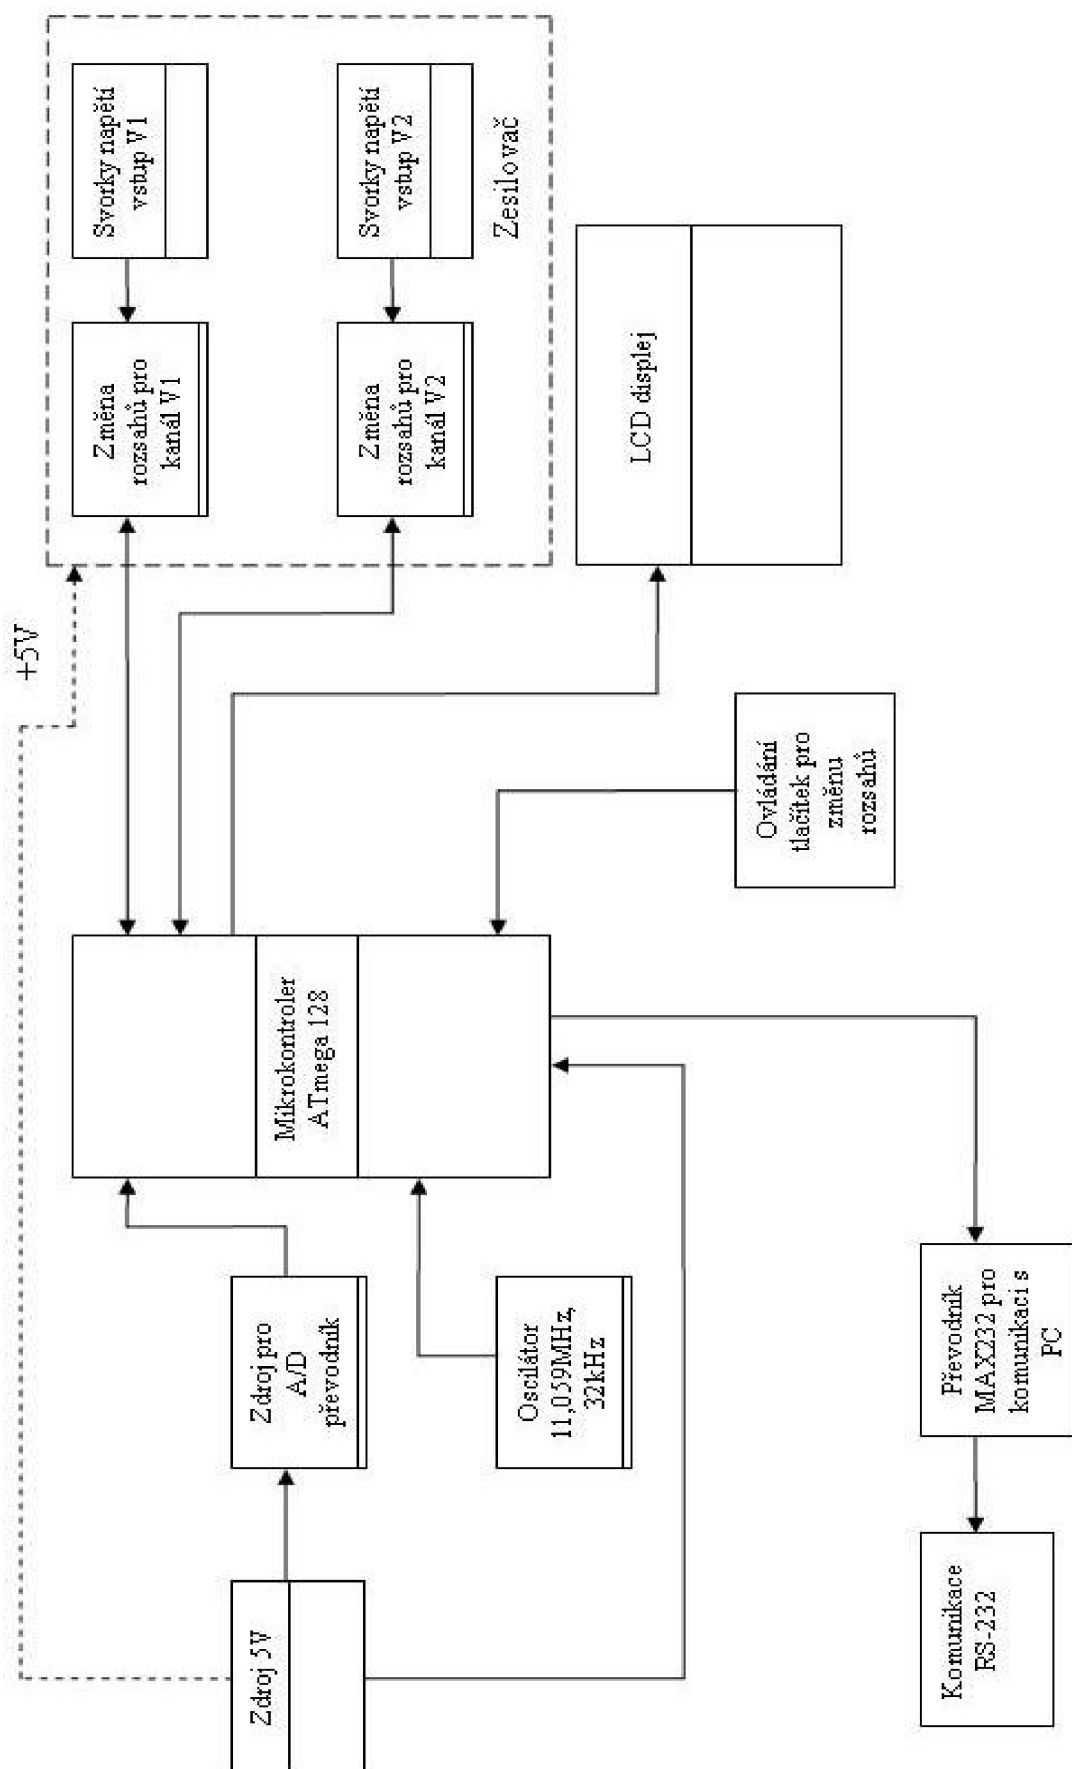 +5V
Svorky napětí
vstup V1
Změna
rozsahů pro
kanál V1
Svorky napětí
vstup V2
Změna
rozsahů pro
kanál V2
Zesilovač
LCD displej
Ovládání
tlačítek pro
změnu
rozsahů
Mikrokontroler
ATmega 128
Zdroj pro
A/D
převodník
Oscilátor
11,059MHz,
32kHz
Zdroj 5V
Převodník
MAX232 pro
komunikaci s
PC
Komunikace
RS-232